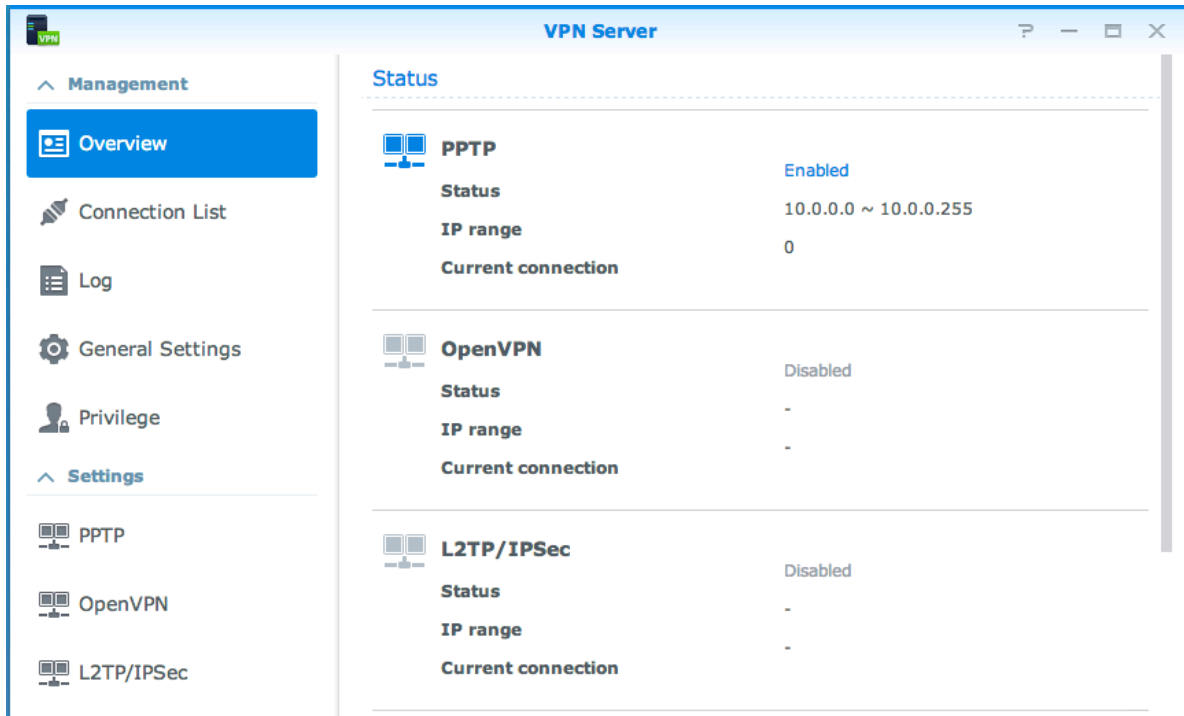 VPN
VPN Server
Management
Overview
Connection List
Log
General Settings
Privilege
Settings
PPTP
OpenVPN
L2TP/IPSec
Status
PPTP
Status Enabled
IP range 10.0.0.0 ~ 10.0.0.255
Current connection 0
OpenVPN
Status Disabled
IP range -
Current connection -
L2TP/IPSec
Status Disabled
IP range -
Current connection -